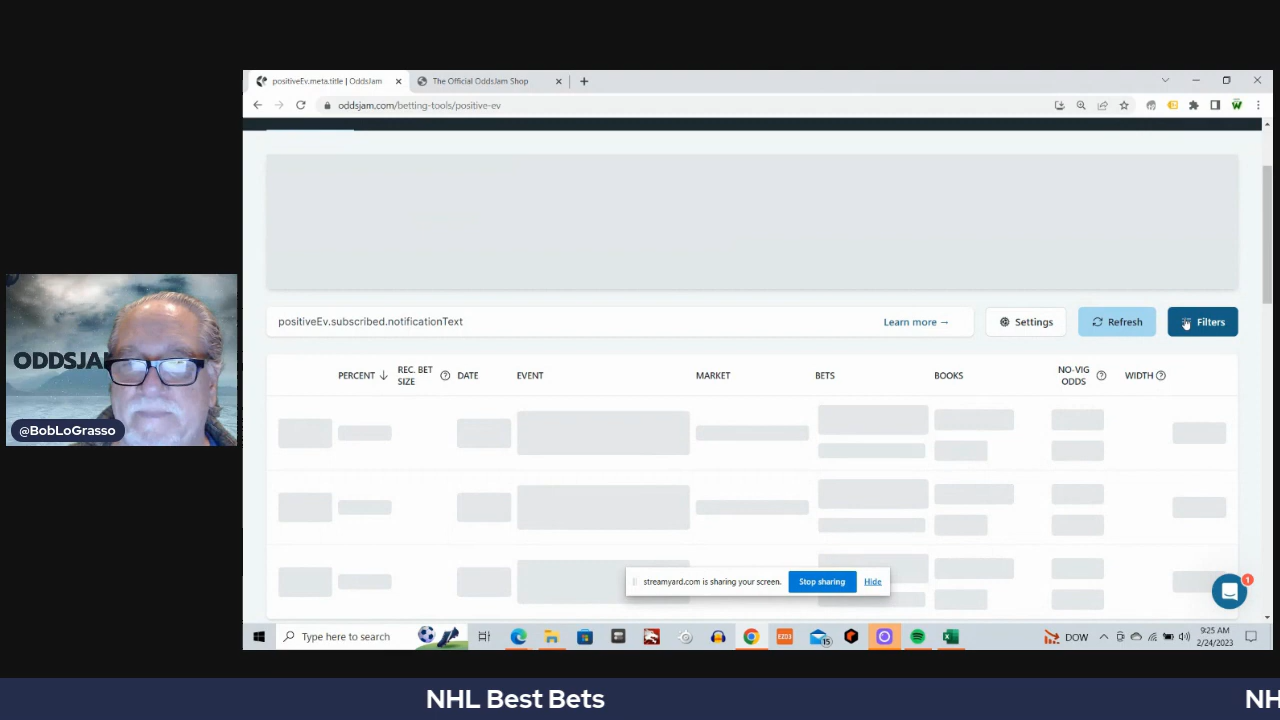 positiveEv.meta.title | OddsJam
The Official OddsJam Shop
oddsjam.com/betting-tools/positive-ev
positiveEv.subscribed.notificationText
Learn more →
Settings
Refresh
Filters
PERCENT ↓
REC. BET
SIZE
DATE
EVENT
MARKET
BETS
BOOKS
NO-VIG
ODDS
WIDTH
ODDSJA
@BobLoGrasso
streamyard.com is sharing your screen.
Stop sharing
Hide
1
Type here to search
15
DOW
9:25 AM
2/24/2023
NHL Best Bets
NH